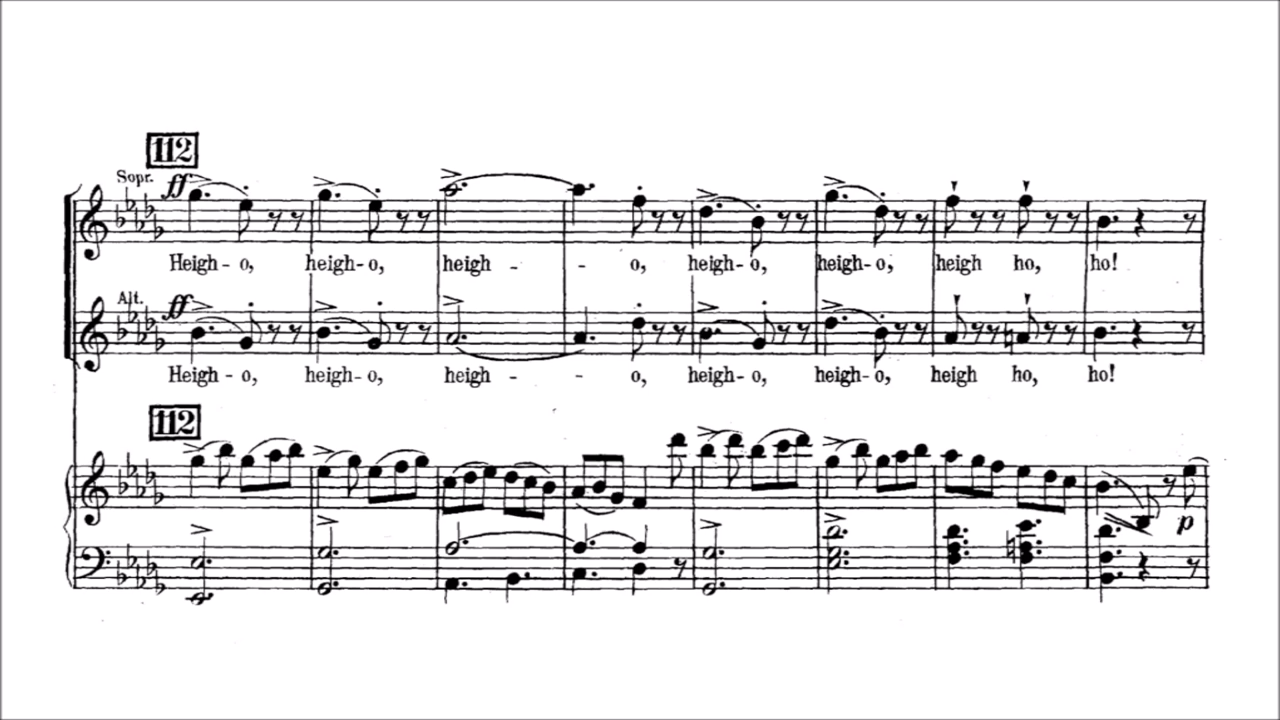 112
Sopr.
ff
Heigh - o, heigh - o, heigh - - o, heigh - o, heigh - o, heigh ho, ho!
Alt.
ff
Heigh - o, heigh - o, heigh - - o, heigh - o, heigh - o, heigh ho, ho!
112
p